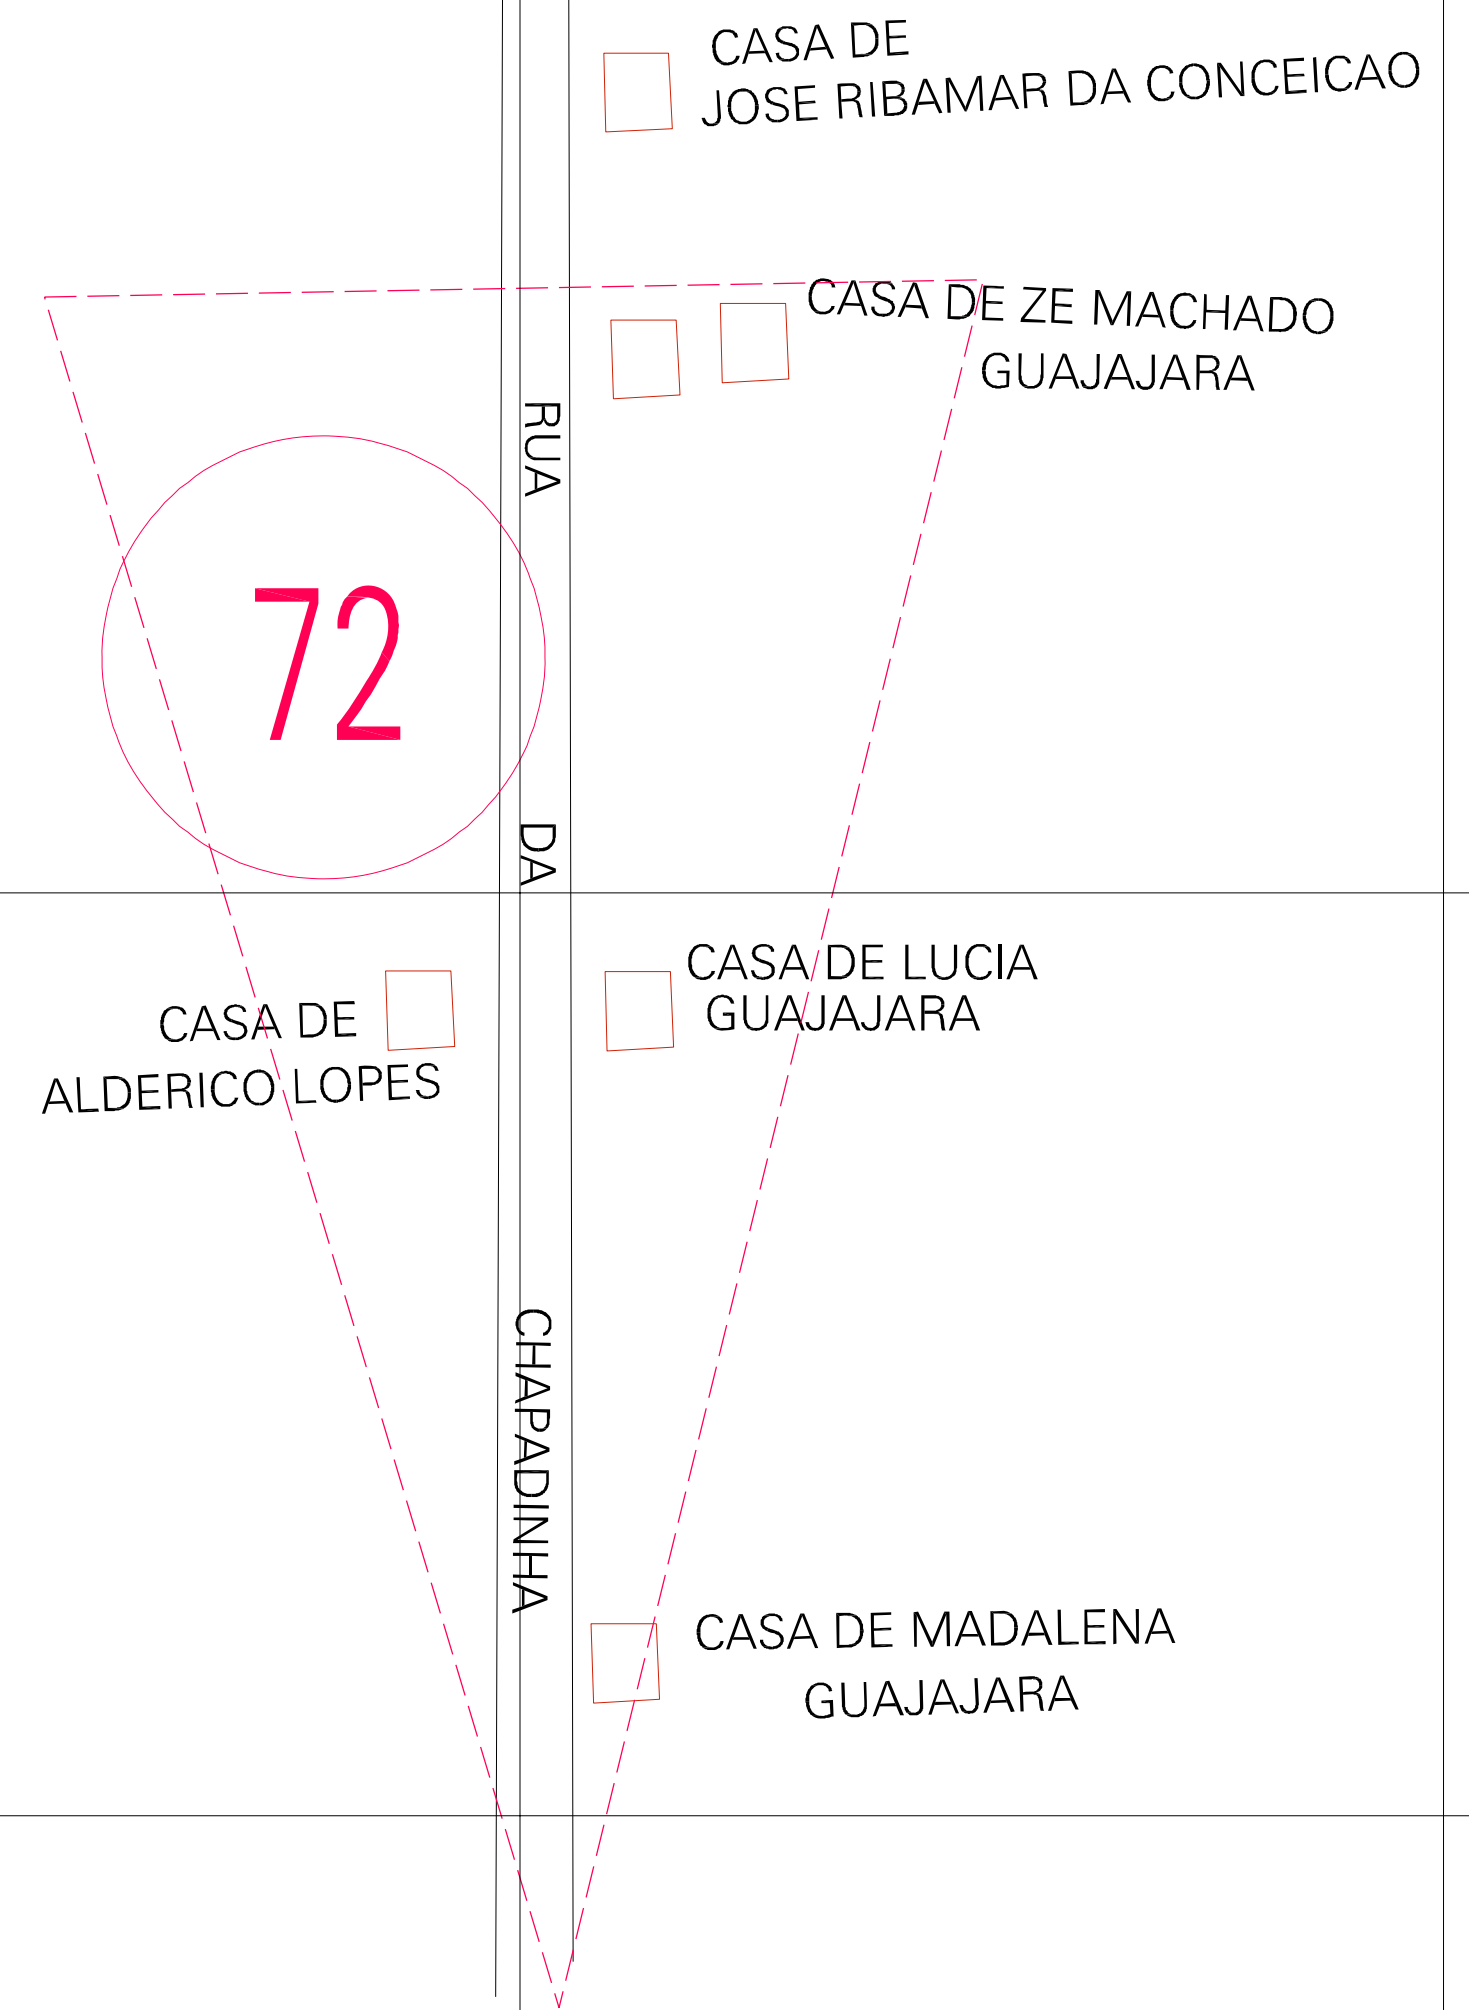 CASA DE
JOSE RIBAMAR DA CONCEICAO
CASA DE ZE MACHADO
GUAJAJARA
RUA DA CHAPADINHA
72
CASA DE LUCIA
GUAJAJARA
CASA DE
ALDERICO LOPES
CASA DE MADALENA
GUAJAJARA